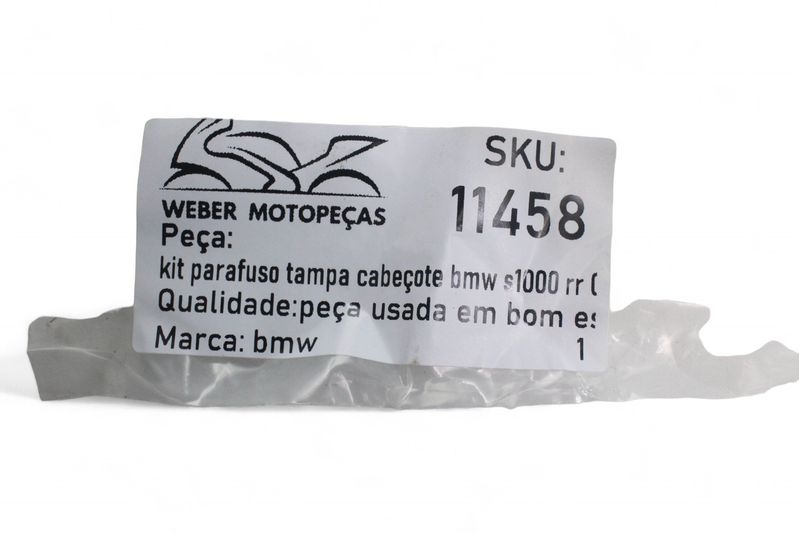 SKU:
11458
WEBER MOTOPEÇAS
Peça:
kit parafuso tampa cabeçote bmw s1000 rr (
Qualidade:peça usada em bom es
Marca: bmw 1